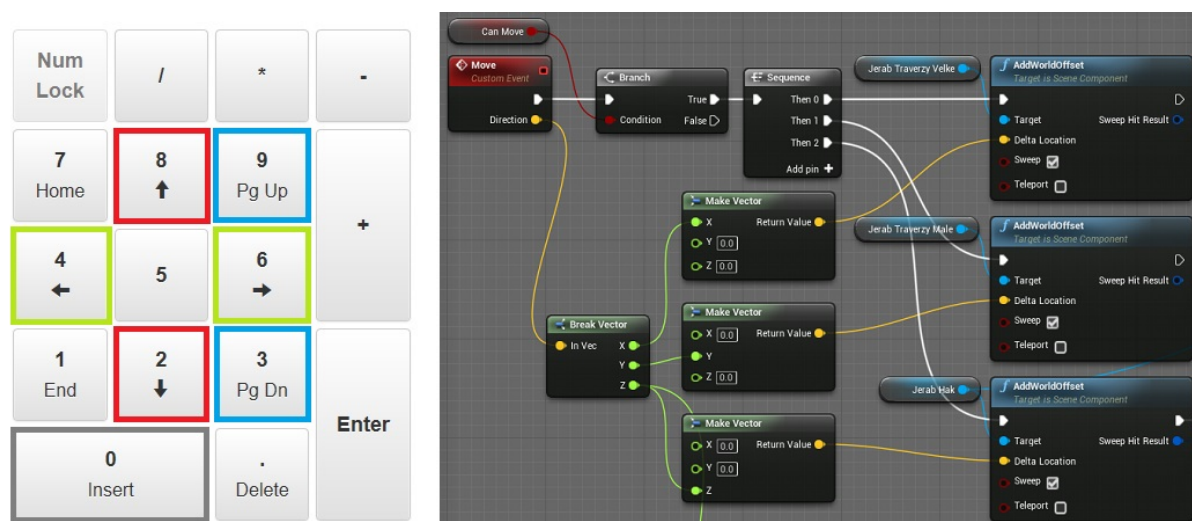 Num
Lock
/
*
-
7
Home
8
↑
9
Pg Up
+
4
←
5
6
→
1
End
2
↓
3
Pg Dn
Enter
0
Insert
.
Delete
Can Move
Move
Custom Event
Direction
Branch
True
Condition
False
Sequence
Then 0
Then 1
Then 2
Add pin +
Jerab Traverzy Velke
AddWorldOffset
Target is Scene Component
Target
Sweep Hit Result
Delta Location
Sweep
Teleport
Make Vector
X
Return Value
Y 0.0
Z 0.0
Jerab Traverzy Male
AddWorldOffset
Target is Scene Component
Target
Sweep Hit Result
Delta Location
Sweep
Teleport
Break Vector
In Vec
X
Y
Z
Make Vector
X 0.0
Return Value
Y
Z 0.0
Jerab Hak
AddWorldOffset
Target is Scene Component
Target
Sweep Hit Result
Delta Location
Sweep
Teleport
Make Vector
X 0.0
Return Value
Y 0.0
Z